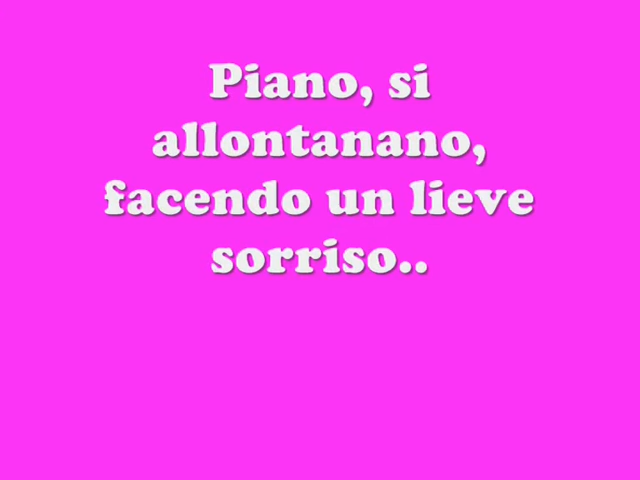 Piano, si
allontanano,
facendo un lieve
sorriso..